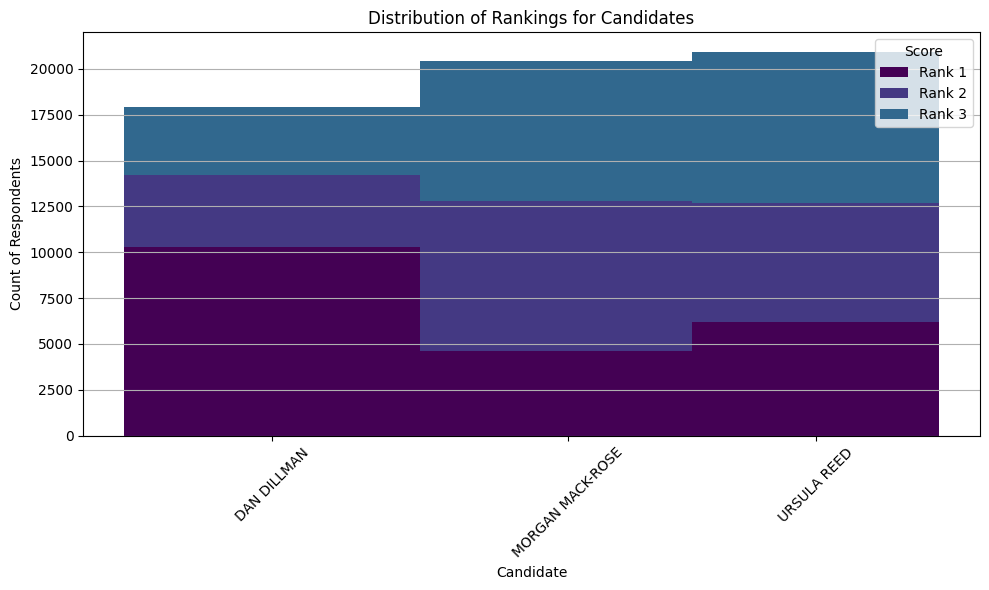 Distribution of Rankings for Candidates
Count of Respondents
20000
17500
15000
12500
10000
7500
5000
2500
0
Score
Rank 1
Rank 2
Rank 3
DAN DILLMAN
MORGAN MACK-ROSE
URSULA REED
Candidate